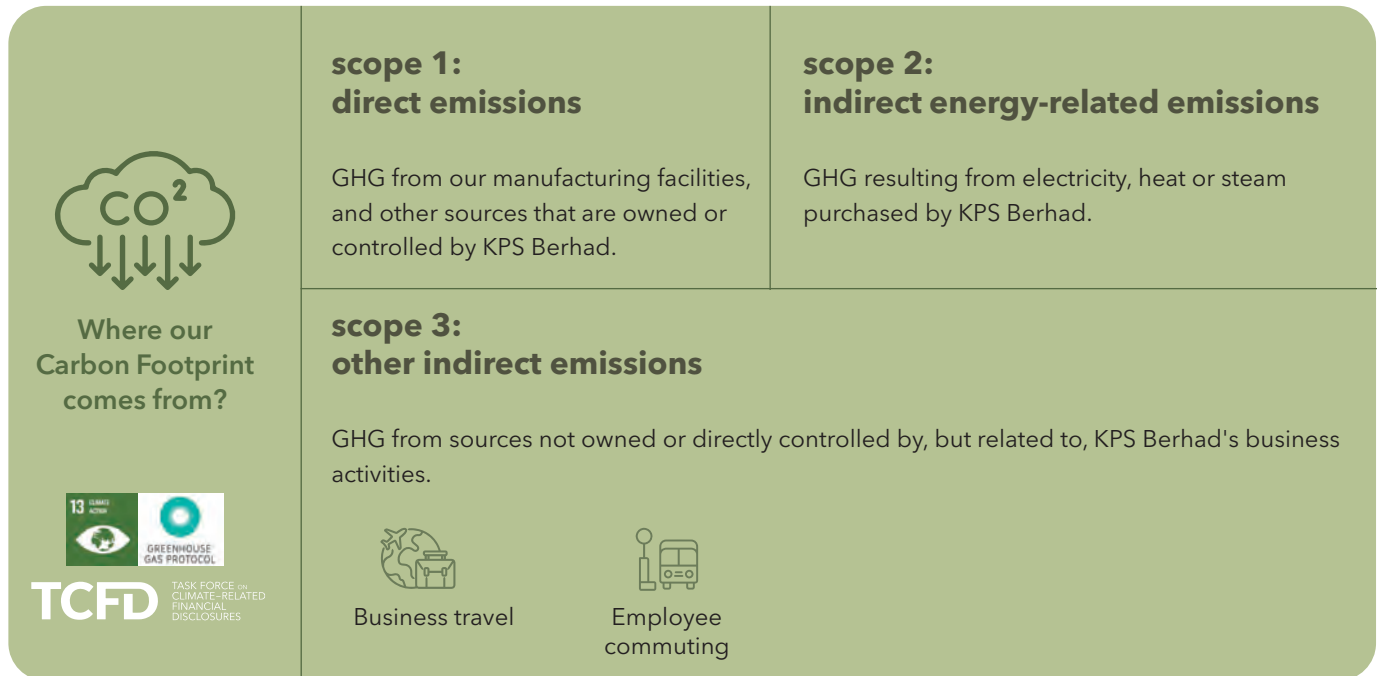 CO²
Where our
Carbon Footprint
comes from?
13 CLIMATE
ACTION
GREENHOUSE
GAS PROTOCOL
TCFD
TASK FORCE ON
CLIMATE-RELATED
FINANCIAL
DISCLOSURES
scope 1:
direct emissions
GHG from our manufacturing facilities,
and other sources that are owned or
controlled by KPS Berhad.
scope 2:
indirect energy-related emissions
GHG resulting from electricity, heat or steam
purchased by KPS Berhad.
scope 3:
other indirect emissions
GHG from sources not owned or directly controlled by, but related to, KPS Berhad's business
activities.
Business travel
Employee
commuting